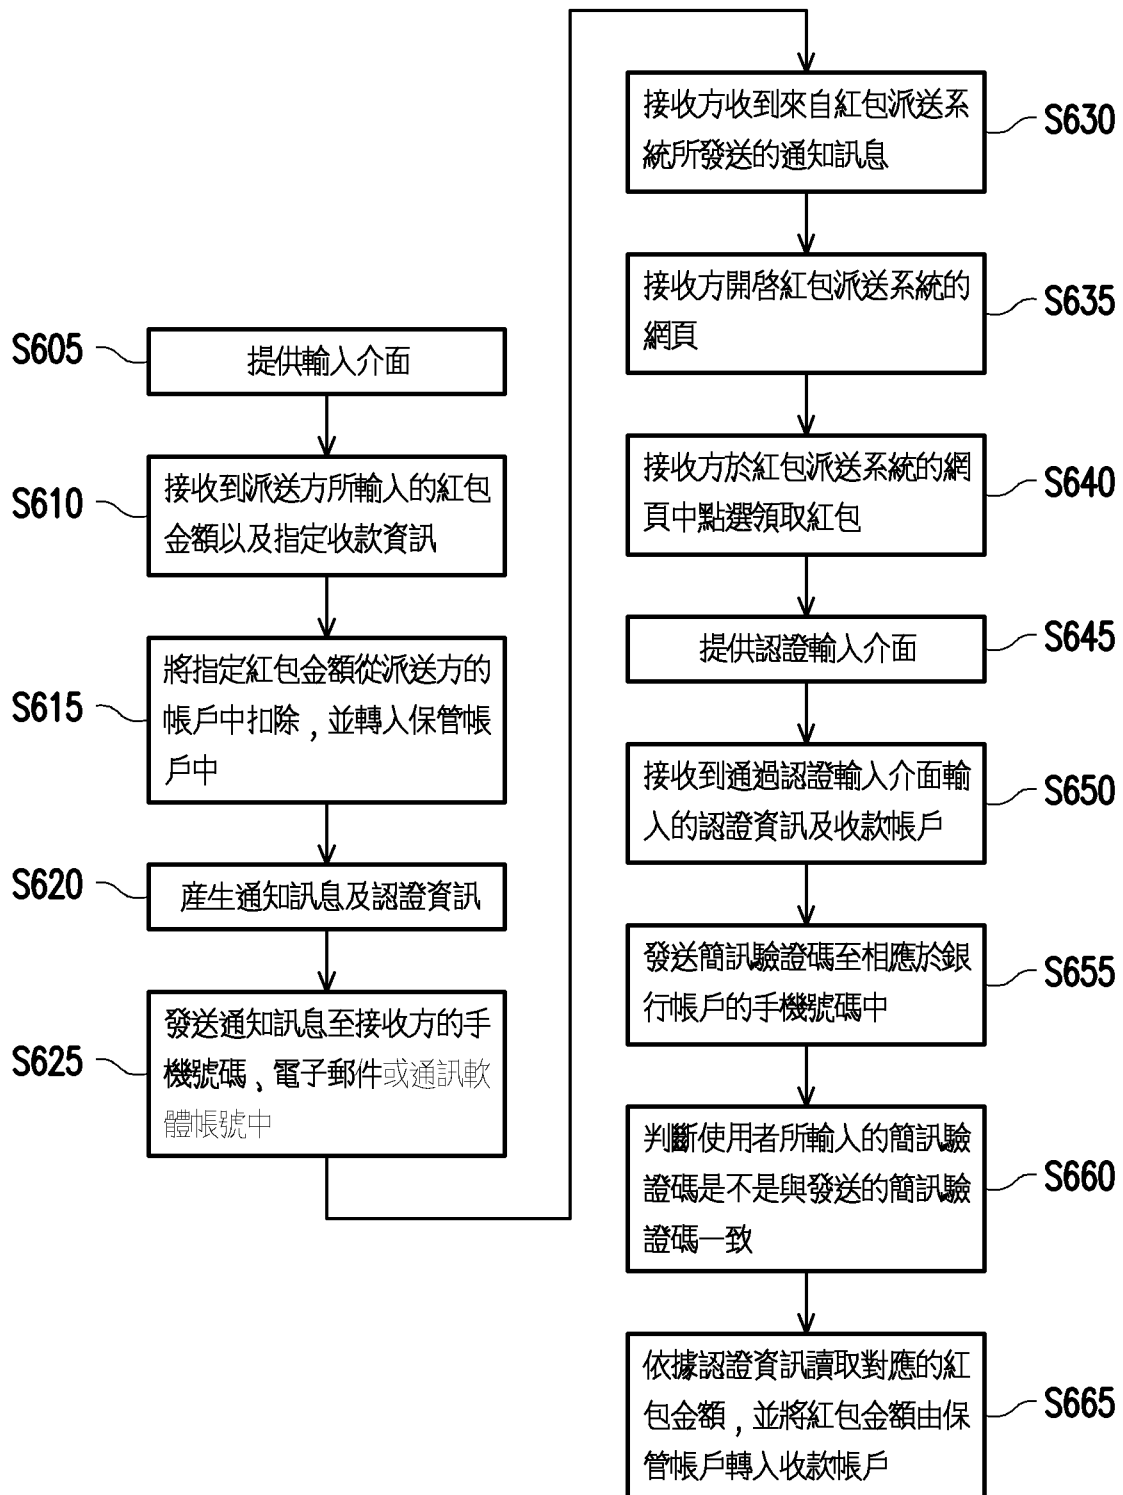 S605
提供輸入介面
S610
接收到派送方所輸入的紅包
金額以及指定收款資訊
S615
將指定紅包金額從派送方的
帳戶中扣除，並轉入保管帳
戶中
S620
產生通知訊息及認證資訊
S625
發送通知訊息至接收方的手
機號碼、電子郵件或通訊軟
體帳號中
S630
接收方收到來自紅包派送系
統所發送的通知訊息
S635
接收方開啓紅包派送系統的
網頁
S640
接收方於紅包派送系統的網
頁中點選領取紅包
S645
提供認證輸入介面
S650
接收到通過認證輸入介面輸
入的認證資訊及收款帳戶
S655
發送簡訊驗證碼至相應於銀
行帳戶的手機號碼中
S660
判斷使用者所輸入的簡訊驗
證碼是不是與發送的簡訊驗
證碼一致
S665
依據認證資訊讀取對應的紅
包金額，並將紅包金額由保
管帳戶轉入收款帳戶